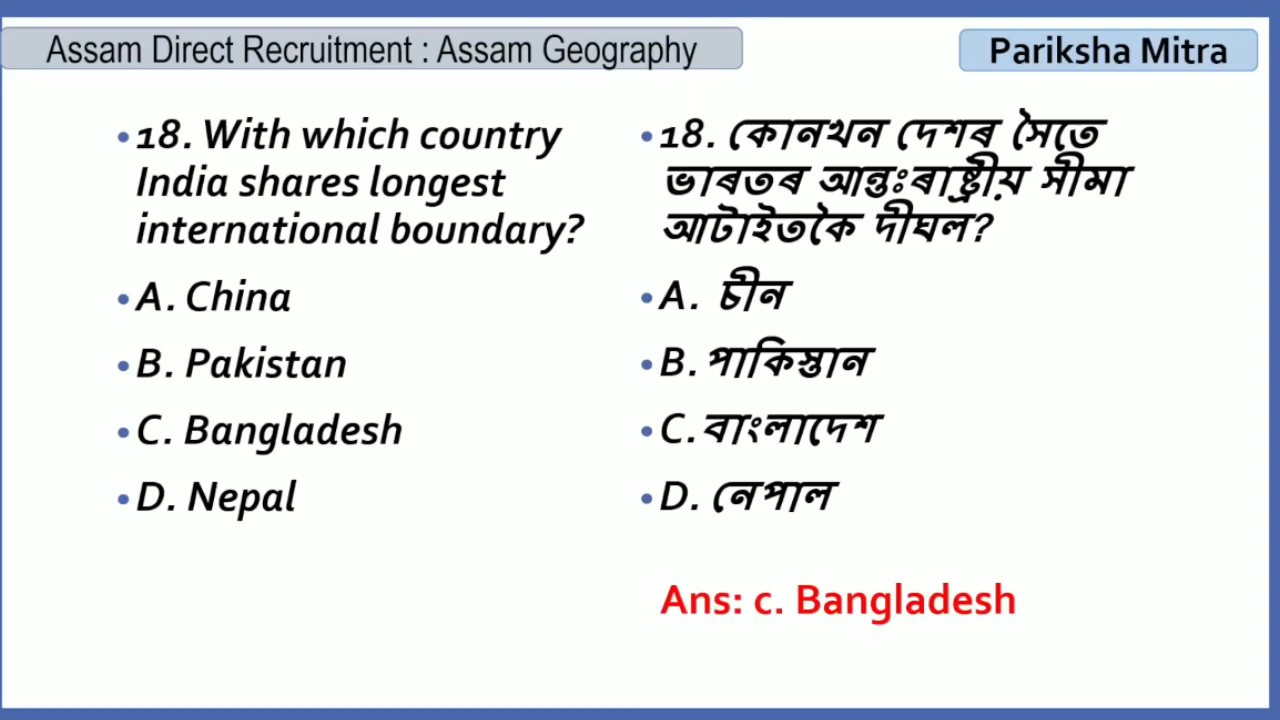 Assam Direct Recruitment : Assam Geography
Pariksha Mitra
• 18. With which country
India shares longest
international boundary?
• A. China
• B. Pakistan
• C. Bangladesh
• D. Nepal
• 18. কোনখন দেশৰ সৈতে
ভাৰতৰ আন্তঃৰাষ্ট্ৰীয় সীমা
আটাইতকৈ দীঘল?
• A. চীন
• B. পাকিস্তান
• C. বাংলাদেশ
• D. নেপাল
Ans: c. Bangladesh